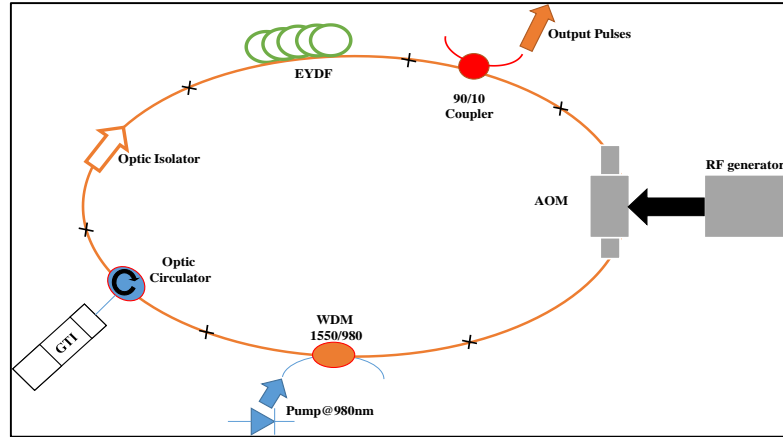 Output Pulses
EYDF
90/10
Coupler
Optic Isolator
RF generator
AOM
Optic
Circulator
GTI
WDM
1550/980
Pump@980nm